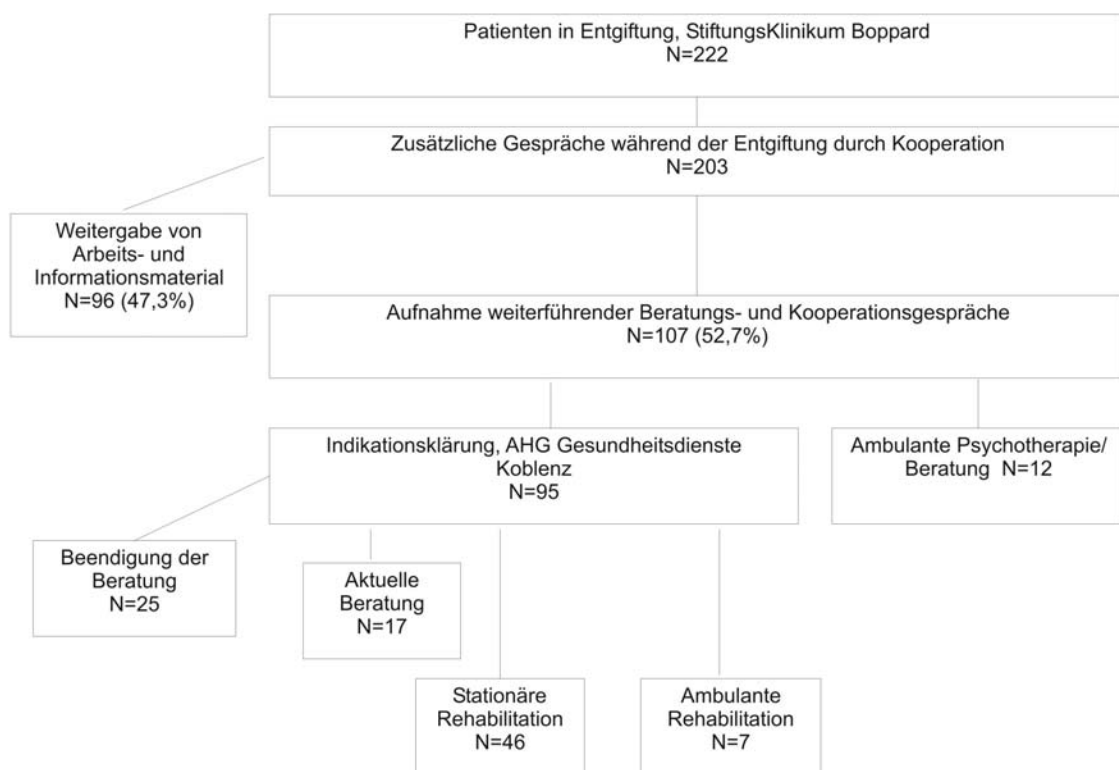 Patienten in Entgiftung, StiftungsKlinikum Boppard
N=222
Zusätzliche Gespräche während der Entgiftung durch Kooperation
N=203
Weitergabe von
Arbeits- und
Informationsmaterial
N=96 (47,3%)
Aufnahme weiterführender Beratungs- und Kooperationsgespräche
N=107 (52,7%)
Indikationsklärung, AHG Gesundheitsdienste
Koblenz
N=95
Ambulante Psychotherapie/
Beratung N=12
Beendigung der
Beratung
N=25
Aktuelle
Beratung
N=17
Stationäre
Rehabilitation
N=46
Ambulante
Rehabilitation
N=7